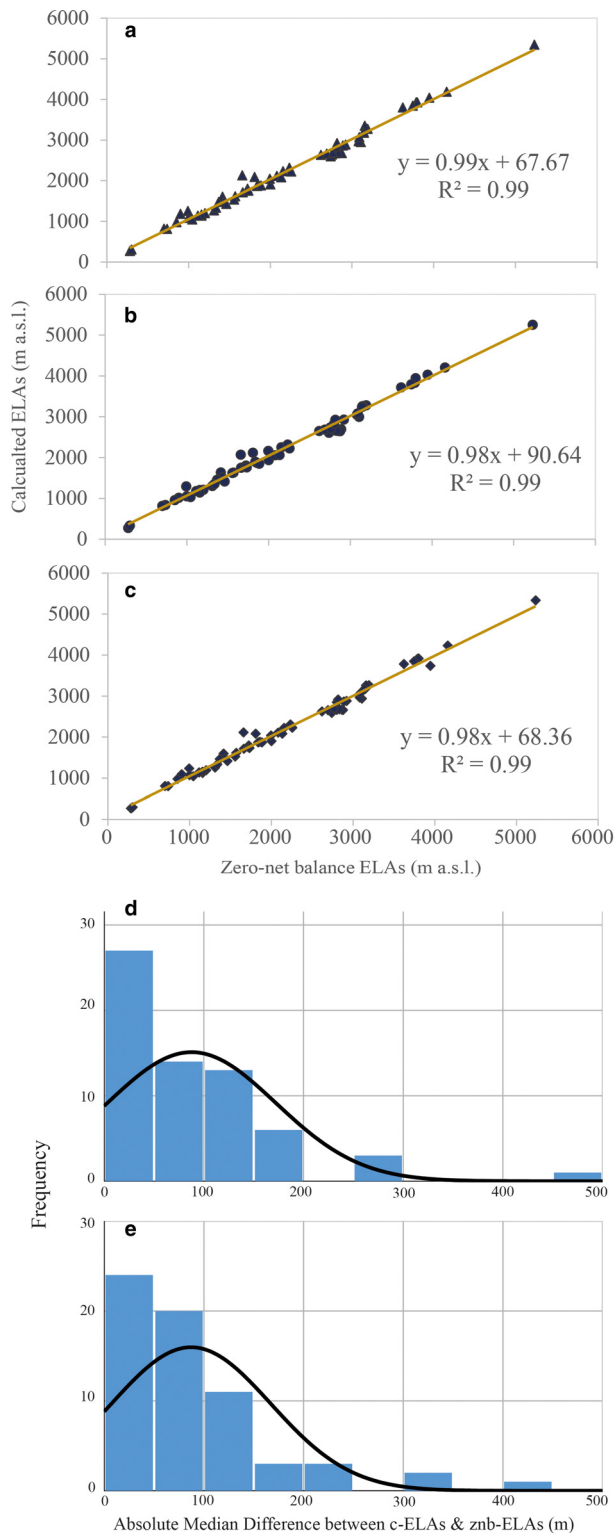 a
6000
5000
4000
3000
2000
1000
0
y = 0.99x + 67.67
R² = 0.99
b
6000
5000
4000
3000
2000
1000
0
y = 0.98x + 90.64
R² = 0.99
Calcualted ELAs (m a.s.l.)
c
6000
5000
4000
3000
2000
1000
0
y = 0.98x + 68.36
R² = 0.99
0 1000 2000 3000 4000 5000 6000
Zero-net balance ELAs (m a.s.l.)
d
30
20
10
0
0 100 200 300 400 500
Frequency
e
30
20
10
0
0 100 200 300 400 500
Absolute Median Difference between c-ELAs & znb-ELAs (m)